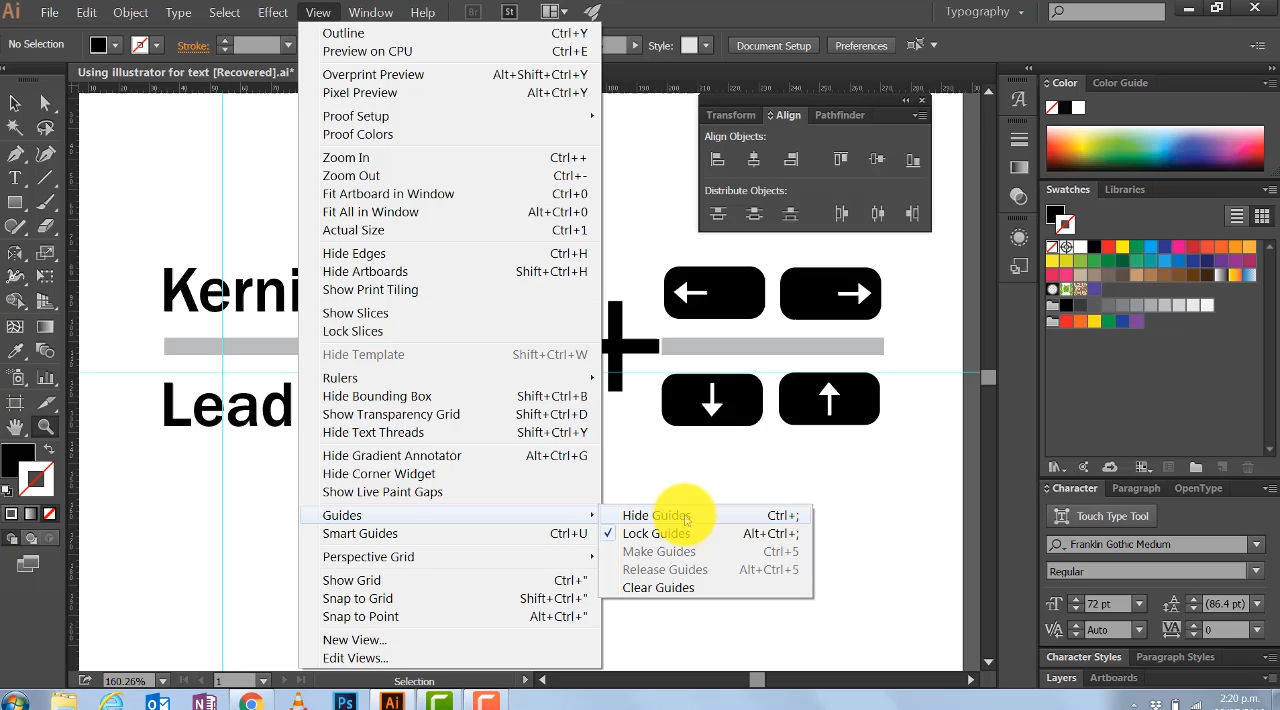 Ai File Edit Object Type Select Effect View Window Help Br St Typography
No Selection Stroke: Style: Document Setup Preferences
Using illustrator for text [Recovered].ai*
Outline Ctrl+Y
Preview on CPU Ctrl+E
Overprint Preview Alt+Shift+Ctrl+Y
Pixel Preview Alt+Ctrl+Y
Proof Setup
Proof Colors
Zoom In Ctrl++
Zoom Out Ctrl+-
Fit Artboard in Window Ctrl+0
Fit All in Window Alt+Ctrl+0
Actual Size Ctrl+1
Hide Edges Ctrl+H
Hide Artboards Shift+Ctrl+H
Show Print Tiling
Show Slices
Lock Slices
Hide Template Shift+Ctrl+W
Rulers
Hide Bounding Box Shift+Ctrl+B
Show Transparency Grid Shift+Ctrl+D
Hide Text Threads Shift+Ctrl+Y
Hide Gradient Annotator Alt+Ctrl+G
Hide Corner Widget
Show Live Paint Gaps
Guides
Smart Guides Ctrl+U
Perspective Grid
Show Grid Ctrl+"
Snap to Grid Shift+Ctrl+"
Snap to Point Alt+Ctrl+"
New View...
Edit Views...
Hide Guides Ctrl+;
Lock Guides Alt+Ctrl+;
Make Guides Ctrl+5
Release Guides Alt+Ctrl+5
Clear Guides
Kerni
Lead
Transform Align Pathfinder
Align Objects:
Distribute Objects:
Color Color Guide
Swatches Libraries
Character Paragraph OpenType
Touch Type Tool
Franklin Gothic Medium
Regular
72 pt (86.4 pt)
Auto 0
Character Styles Paragraph Styles
Layers Artboards
160.26% 1 Selection
Ps Ai
2:20 p.m.